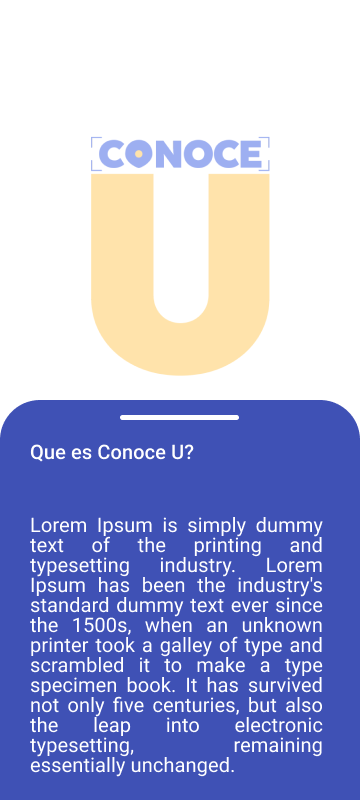 CONOCE
U
Que es Conoce U?
Lorem Ipsum is simply dummy
text of the printing and
typesetting industry. Lorem
Ipsum has been the industry's
standard dummy text ever since
the 1500s, when an unknown
printer took a galley of type and
scrambled it to make a type
specimen book. It has survived
not only five centuries, but also
the leap into electronic
typesetting, remaining
essentially unchanged.